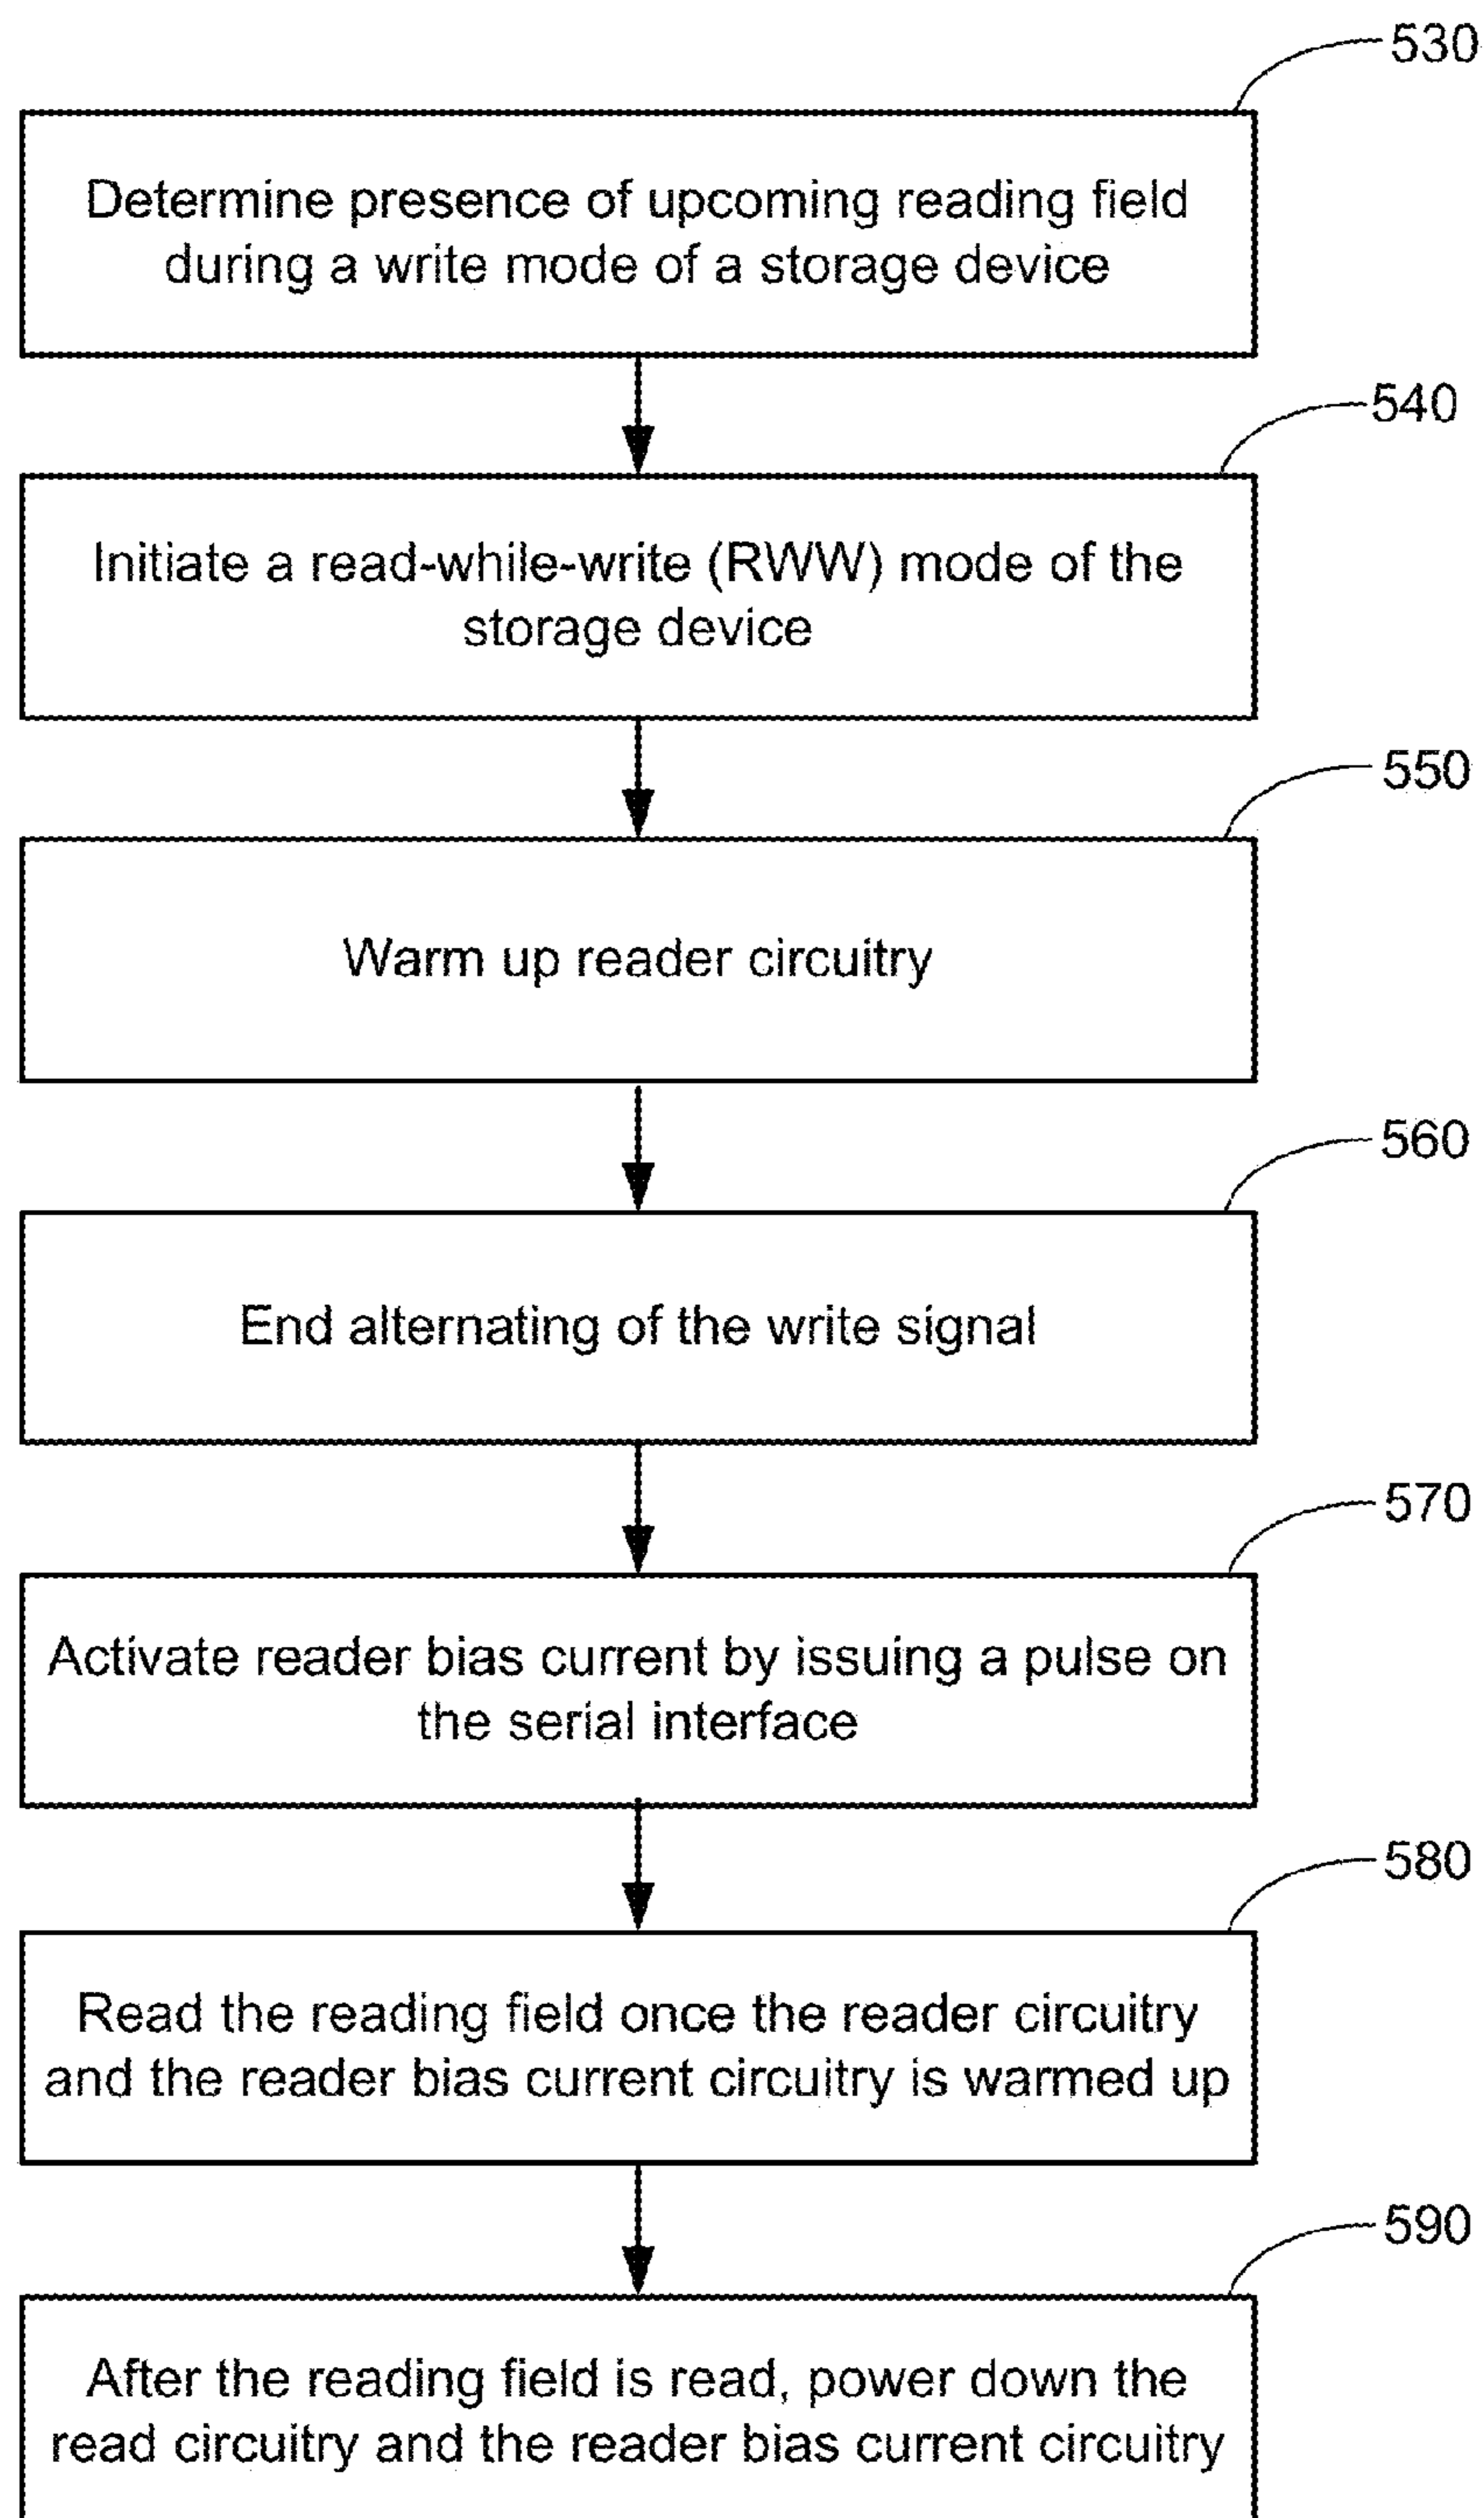 530
Determine presence of upcoming reading field
during a write mode of a storage device
540
Initiate a read-while-write (RWW) mode of the
storage device
550
Warm up reader circuitry
560
End alternating of the write signal
570
Activate reader bias current by issuing a pulse on
the serial interface
580
Read the reading field once the reader circuitry
and the reader bias current circuitry is warmed up
590
After the reading field is read, power down the
read circuitry and the reader bias current circuitry